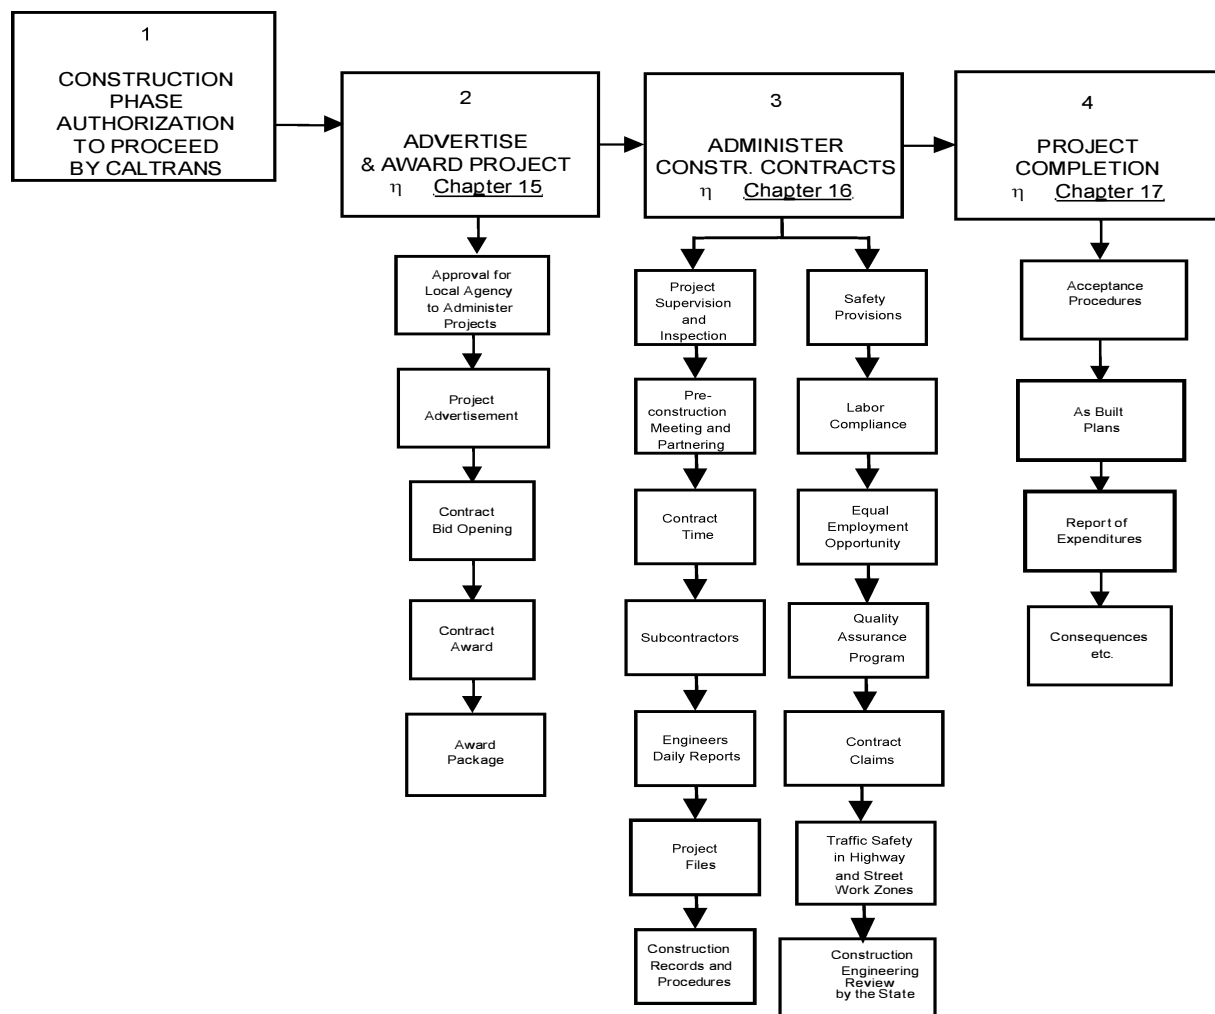 1
CONSTRUCTION
PHASE
AUTHORIZATION
TO PROCEED
BY CALTRANS
2
ADVERTISE
& AWARD PROJECT
η Chapter 15
3
ADMINISTER
CONSTR. CONTRACTS
η Chapter 16
4
PROJECT
COMPLETION
η Chapter 17
Approval for
Local Agency
to Administer
Projects
Project
Advertisement
Contract
Bid Opening
Contract
Award
Award
Package
Project
Supervision
and
Inspection
Pre-
construction
Meeting and
Partnering
Contract
Time
Subcontractors
Engineers
Daily Reports
Project
Files
Construction
Records and
Procedures
Safety
Provisions
Labor
Compliance
Equal
Employment
Opportunity
Quality
Assurance
Program
Contract
Claims
Traffic Safety
in Highway
and Street
Work Zones
Construction
Engineering
Review
by the State
Acceptance
Procedures
As Built
Plans
Report of
Expenditures
Consequences
etc.